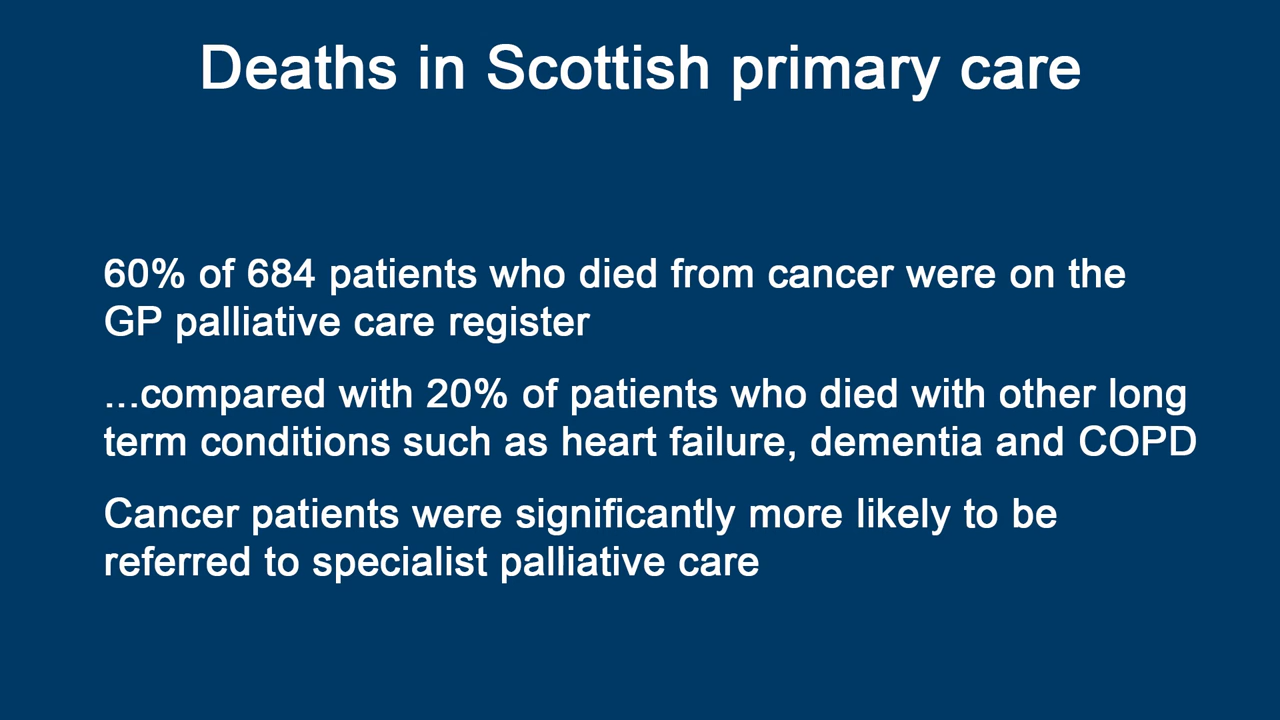 Deaths in Scottish primary care
60% of 684 patients who died from cancer were on the
GP palliative care register
...compared with 20% of patients who died with other long
term conditions such as heart failure, dementia and COPD
Cancer patients were significantly more likely to be
referred to specialist palliative care